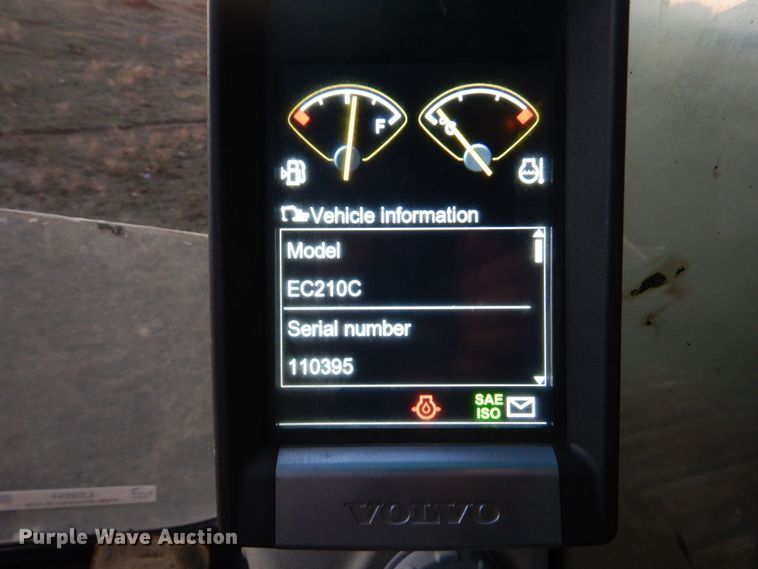 F
°C
Vehicle information
Model
EC210C
Serial number
110395
SAE
ISO
VOLVO
Purple Wave Auction